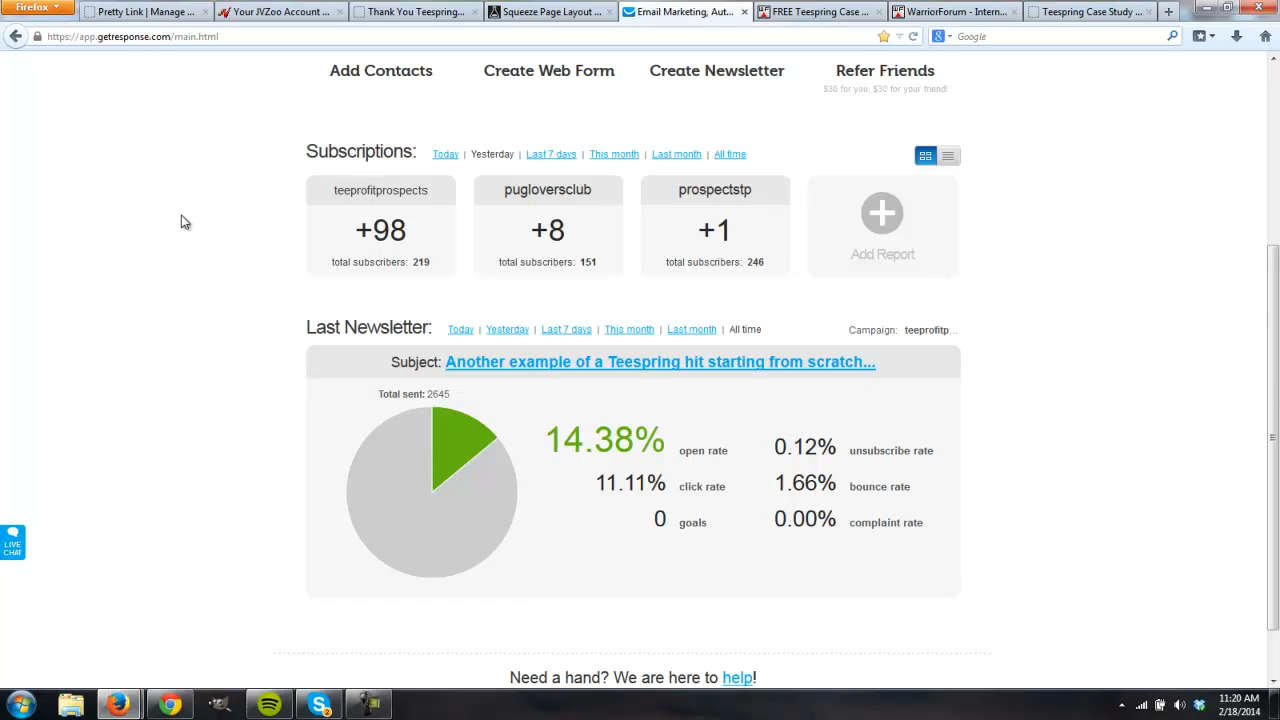 Firefox
Pretty Link | Manage ...
Your JVZoo Account ...
Thank You Teespring...
Squeeze Page Layout ...
Email Marketing, Aut...
FREE Teespring Case ...
WarriorForum - Intern...
Teespring Case Study ...
https://app.getresponse.com/main.html
Google
Add Contacts
Create Web Form
Create Newsletter
Refer Friends
$30 for you, $30 for your friend!
Subscriptions: Today | Yesterday | Last 7 days | This month | Last month | All time
teeprofitprospects
pugloversclub
prospectstp
+98
+8
+1
total subscribers: 219
total subscribers: 151
total subscribers: 246
Add Report
Last Newsletter: Today | Yesterday | Last 7 days | This month | Last month | All time
Campaign: teeprofitp...
Subject: Another example of a Teespring hit starting from scratch...
Total sent: 2645
14.38% open rate
0.12% unsubscribe rate
11.11% click rate
1.66% bounce rate
0 goals
0.00% complaint rate
LIVE
CHAT
Need a hand? We are here to help!
11:20 AM
2/18/2014